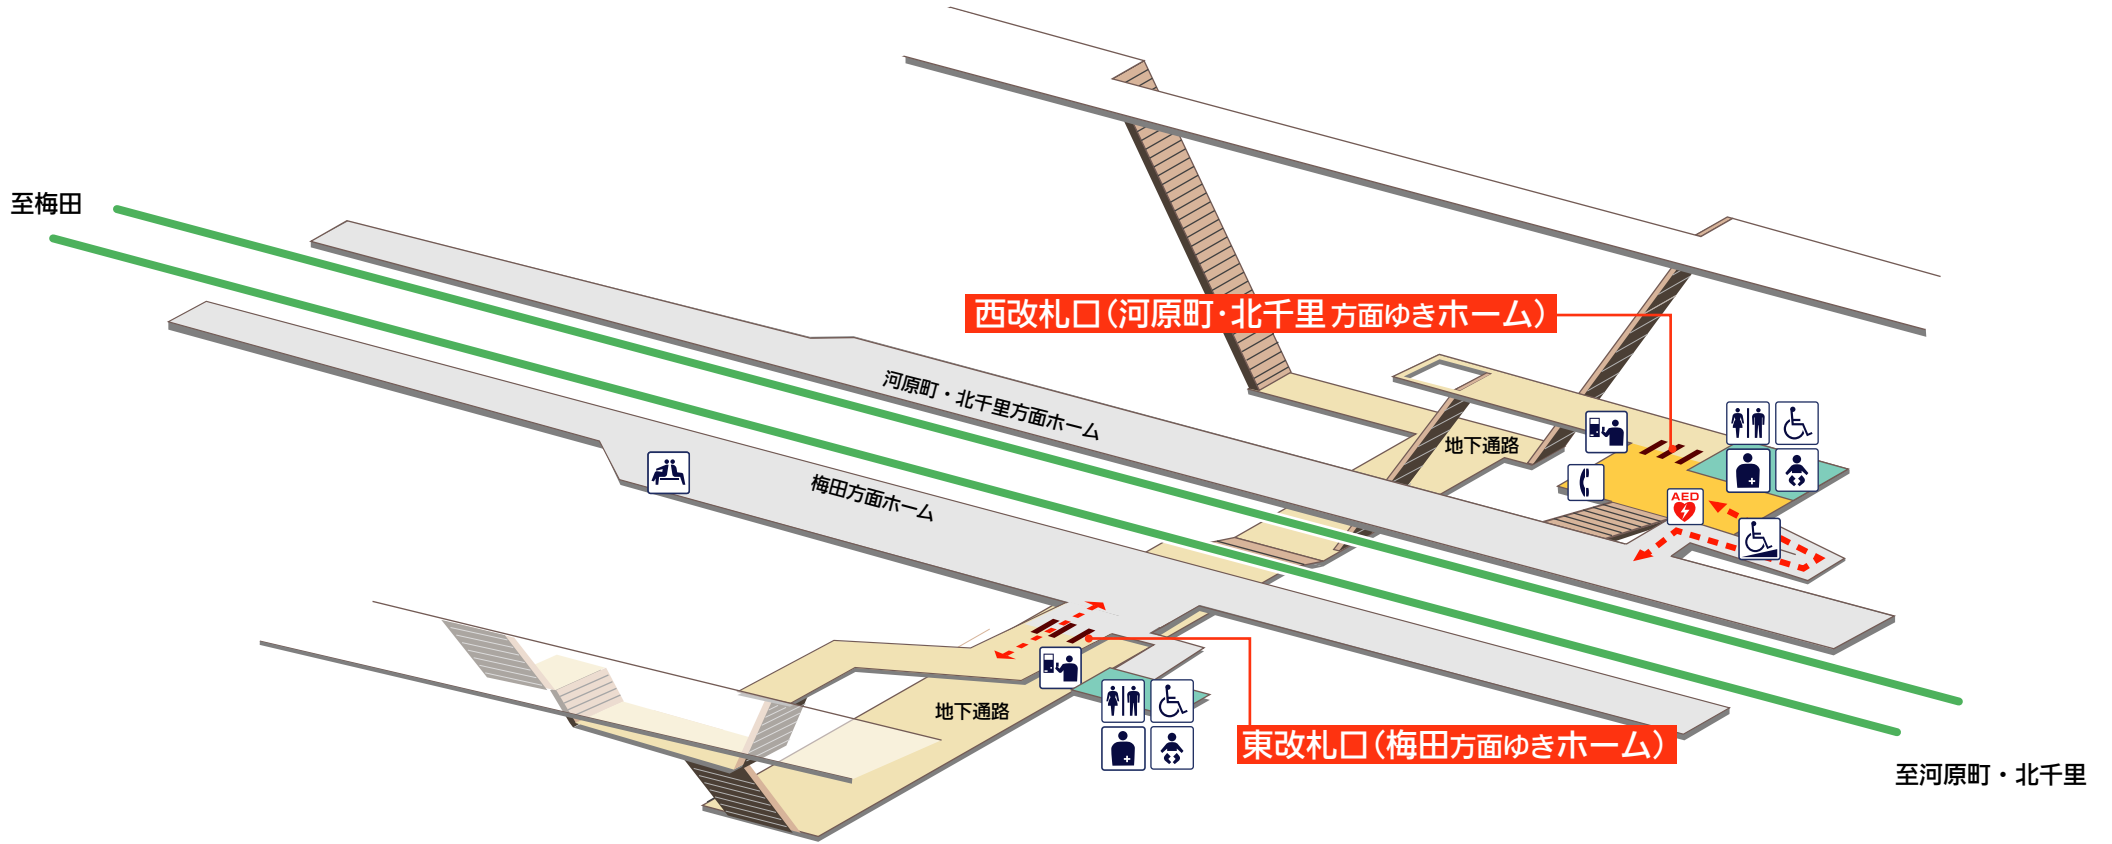 至梅田
西改札口(河原町・北千里方面ゆきホーム)
河原町・北千里方面ホーム
地下通路
梅田方面ホーム
AED
地下通路
東改札口(梅田方面ゆきホーム)
至河原町・北千里